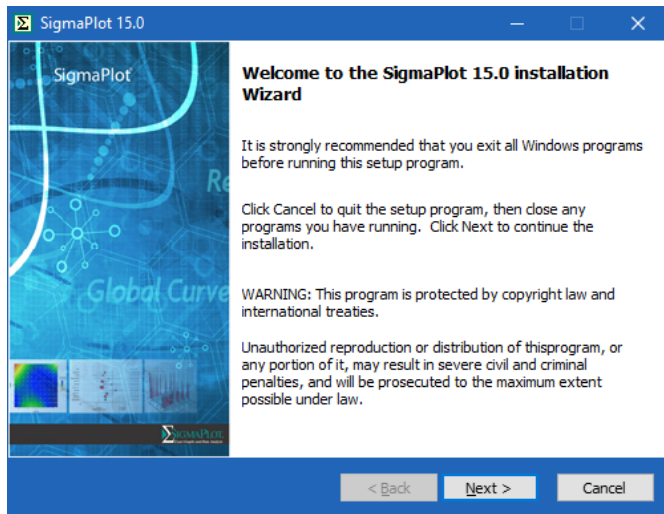 SigmaPlot 15.0
SigmaPlot
Welcome to the SigmaPlot 15.0 installation
Wizard
It is strongly recommended that you exit all Windows programs
before running this setup program.
Click Cancel to quit the setup program, then close any
programs you have running. Click Next to continue the
installation.
WARNING: This program is protected by copyright law and
international treaties.
Unauthorized reproduction or distribution of thisprogram, or
any portion of it, may result in severe civil and criminal
penalties, and will be prosecuted to the maximum extent
possible under law.
Re
Global Curve
SIGMAPLOT
< Back
Next >
Cancel